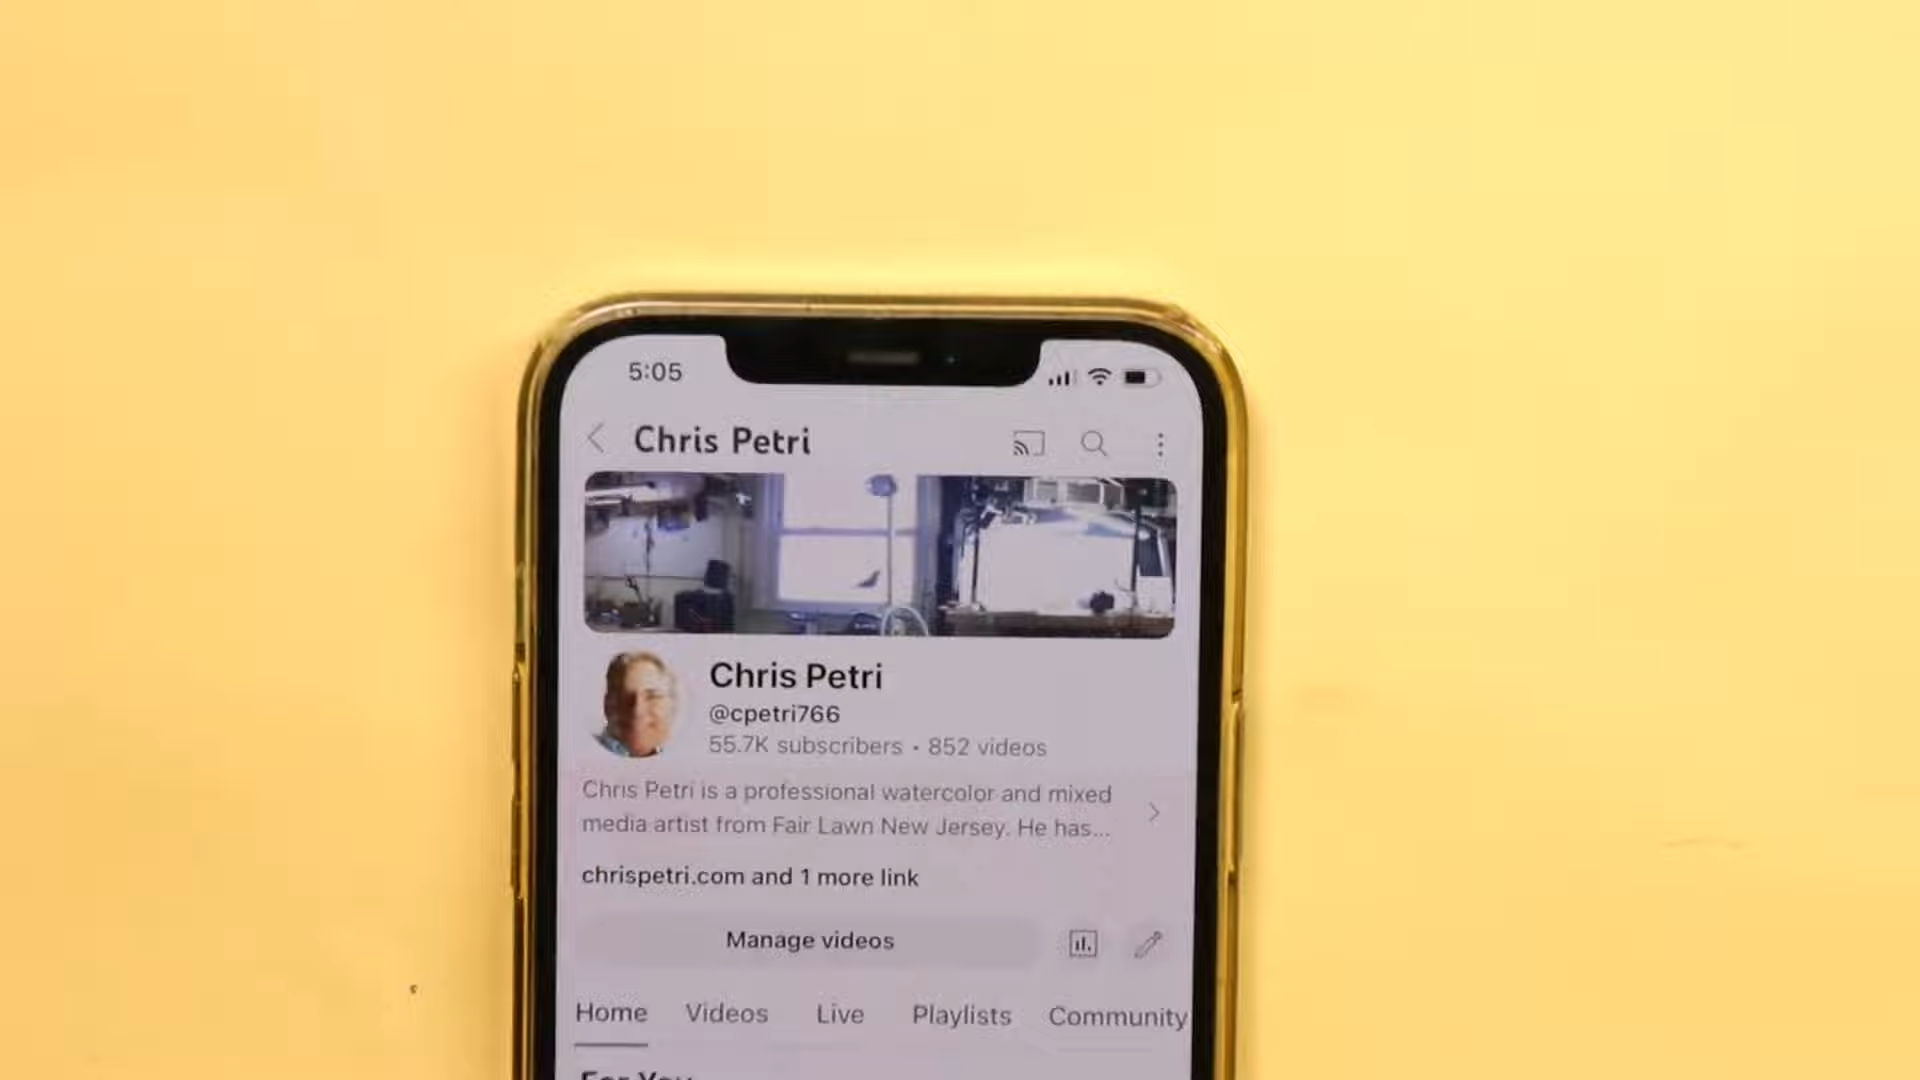 5:05
Chris Petri
Chris Petri
@cpetri766
55.7K subscribers • 852 videos
Chris Petri is a professional watercolor and mixed
media artist from Fair Lawn New Jersey. He has...
chrispetri.com and 1 more link
Manage videos
Home Videos Live Playlists Community
For You